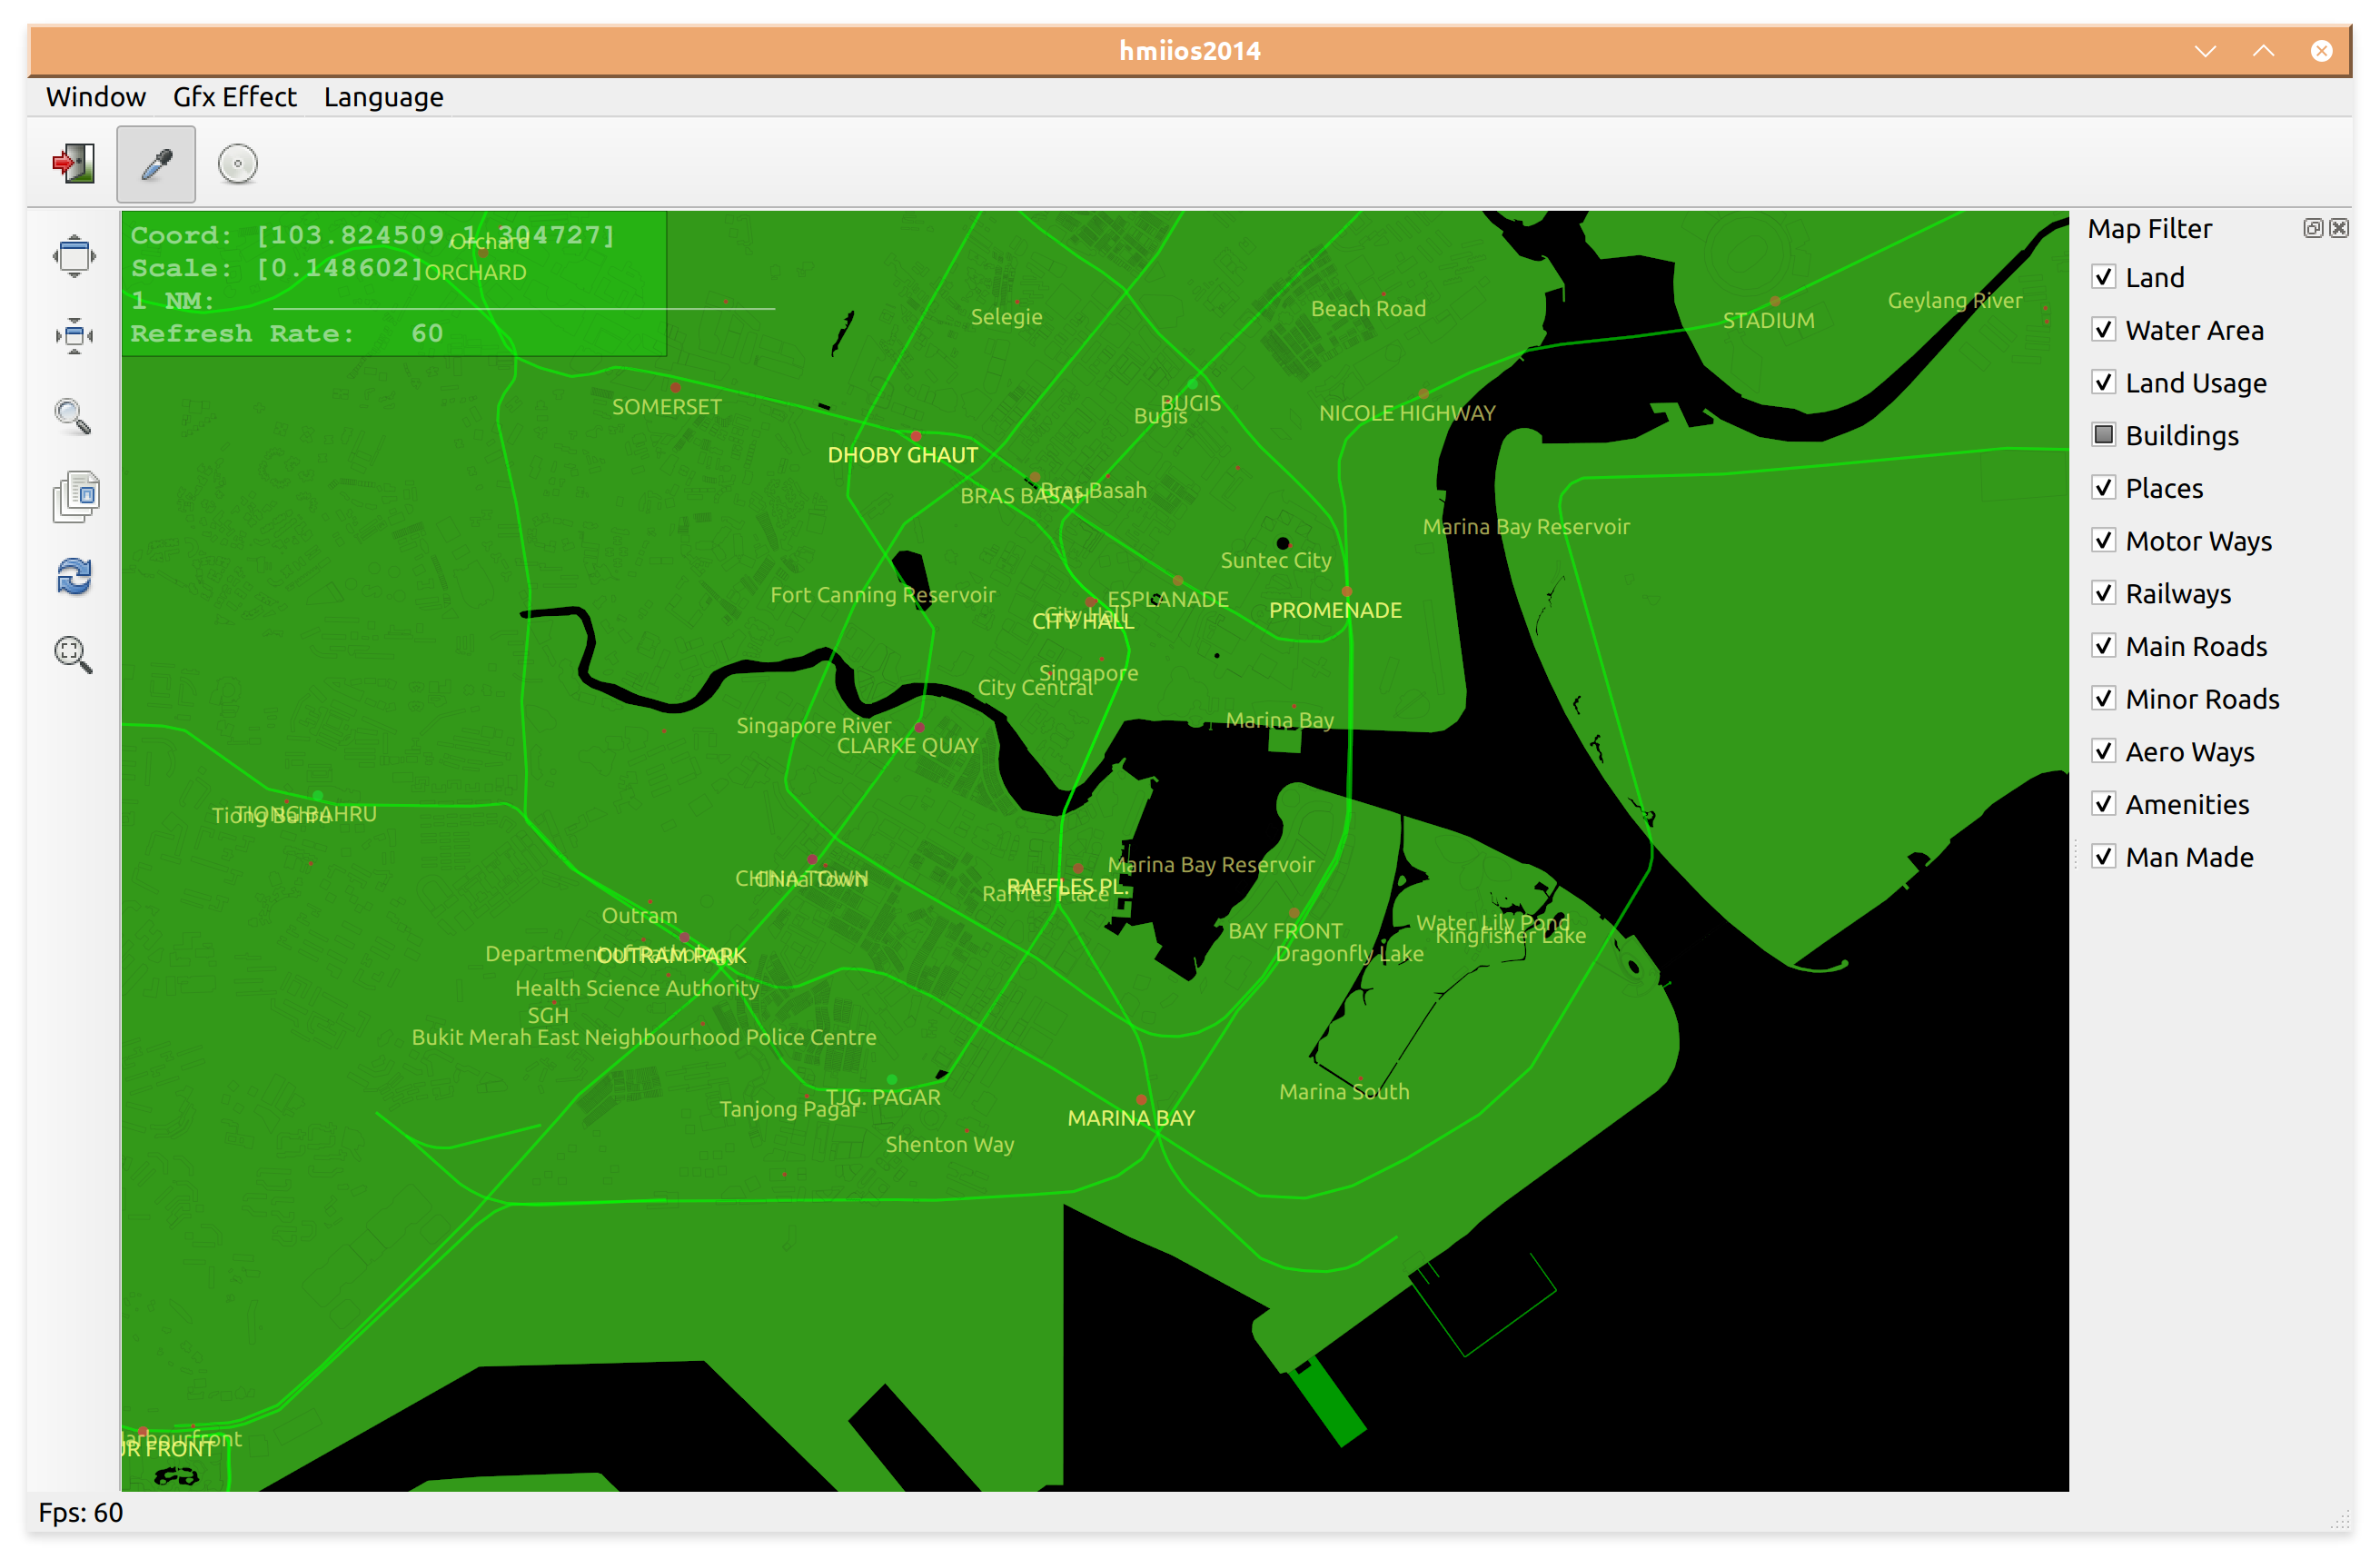 hmiios2014
Window Gfx Effect Language
Coord: [103.824509,1.304727]
Orchard
Scale: [0.148602]
ORCHARD
1 NM:
Refresh Rate: 60
Selegie
Beach Road
STADIUM
Geylang River
SOMERSET
BUGIS
Bugis
NICOLE HIGHWAY
DHOBY GHAUT
BRAS BASAH
Bras Basah
Marina Bay Reservoir
Suntec City
Fort Canning Reservoir
ESPLANADE
City Hall
CITY HALL
PROMENADE
Singapore
City Central
Singapore River
Marina Bay
CLARKE QUAY
TIONG BAHRU
Tiong Bahru
Marina Bay Reservoir
CHINA TOWN
China Town
RAFFLES PL.
Raffles Place
Outram
BAY FRONT
Water Lily Pond
Kingfisher Lake
Department of
OUTRAM PARK
Dragonfly Lake
Health Science Authority
SGH
Bukit Merah East Neighbourhood Police Centre
Marina South
TJG. PAGAR
Tanjong Pagar
MARINA BAY
Shenton Way
arbourfront
UR FRONT
Map Filter
Land
Water Area
Land Usage
Buildings
Places
Motor Ways
Railways
Main Roads
Minor Roads
Aero Ways
Amenities
Man Made
Fps: 60